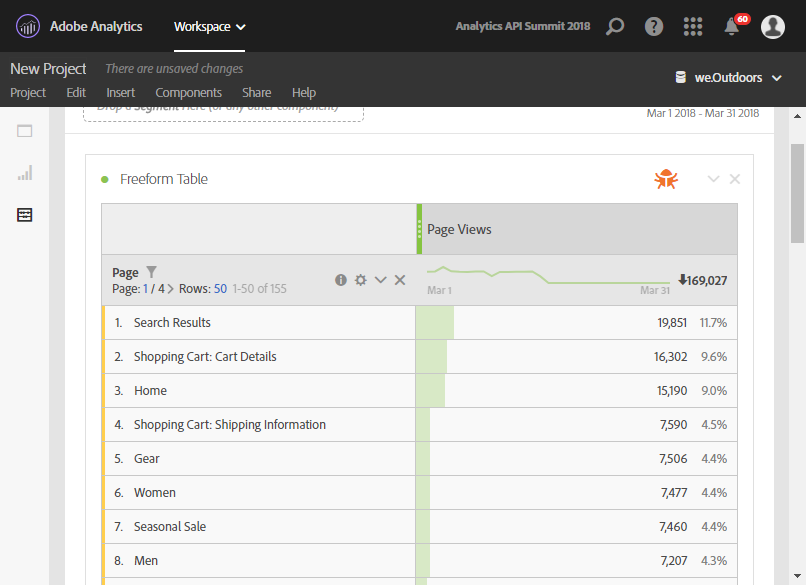 Adobe Analytics
Workspace
Analytics API Summit 2018
60
New Project
There are unsaved changes
we.Outdoors
Project Edit Insert Components Share Help
Drop a Segment Here (or any other component)
Mar 1 2018 - Mar 31 2018
Freeform Table
Page Views
Page
Page: 1 / 4 > Rows: 50 1-50 of 155
Mar 1
Mar 31
169,027
1. Search Results 19,851 11.7%
2. Shopping Cart: Cart Details 16,302 9.6%
3. Home 15,190 9.0%
4. Shopping Cart: Shipping Information 7,590 4.5%
5. Gear 7,506 4.4%
6. Women 7,477 4.4%
7. Seasonal Sale 7,460 4.4%
8. Men 7,207 4.3%